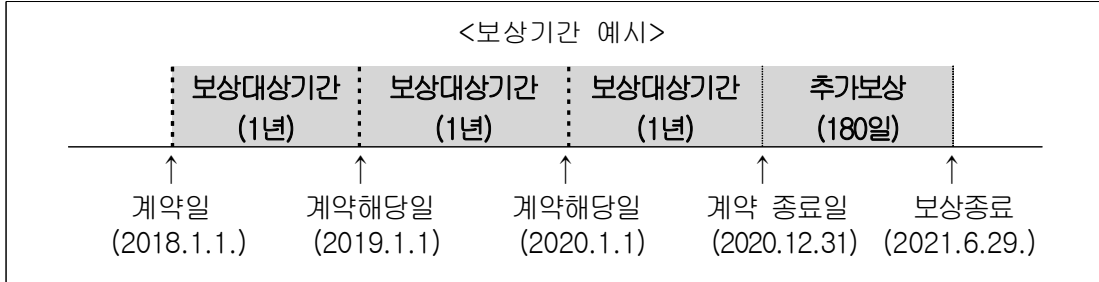 <보상기간 예시>
보상대상기간 보상대상기간 보상대상기간 추가보상
(1년) (1년) (1년) (180일)
↑ ↑ ↑ ↑ ↑
계약일 계약해당일 계약해당일 계약 종료일 보상종료
(2018.1.1.) (2019.1.1) (2020.1.1) (2020.12.31) (2021.6.29.)